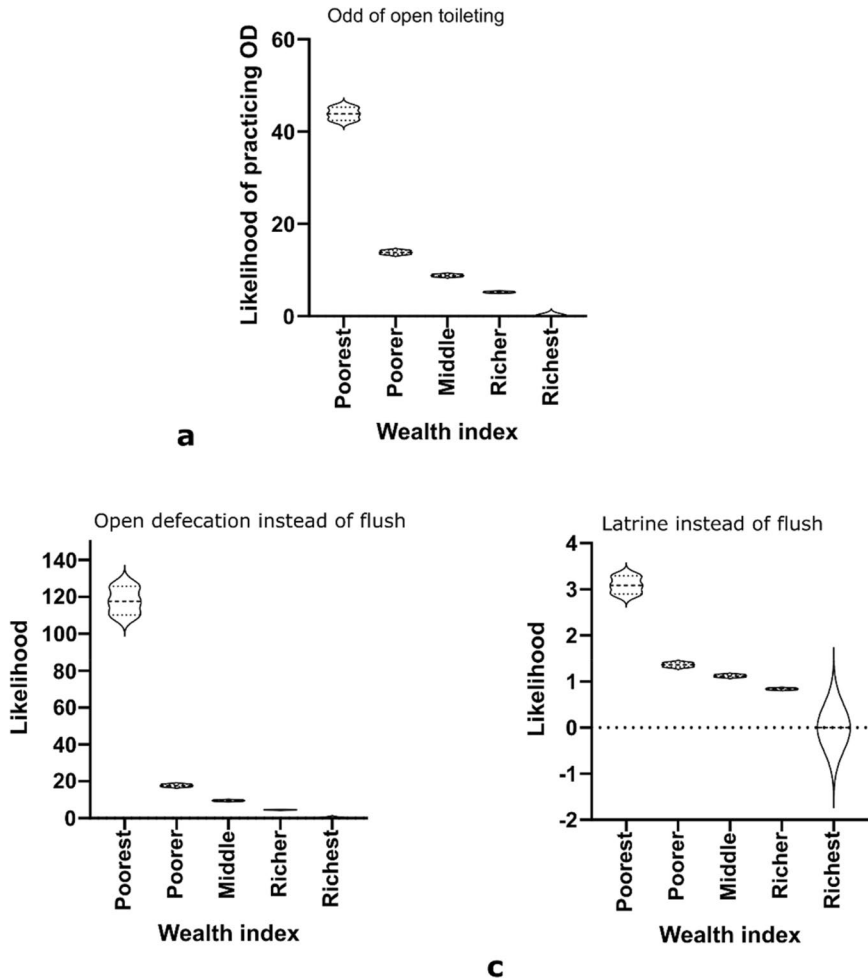 Odd of open toileting
Likelihood of practicing OD
60
40
20
0
Poorest
Poorer
Middle
Richer
Richest
Wealth index
a
Open defecation instead of flush
Likelihood
140
120
100
80
60
40
20
0
Poorest
Poorer
Middle
Richer
Richest
Wealth index
Latrine instead of flush
Likelihood
4
3
2
1
0
-1
-2
Poorest
Poorer
Middle
Richer
Richest
Wealth index
c